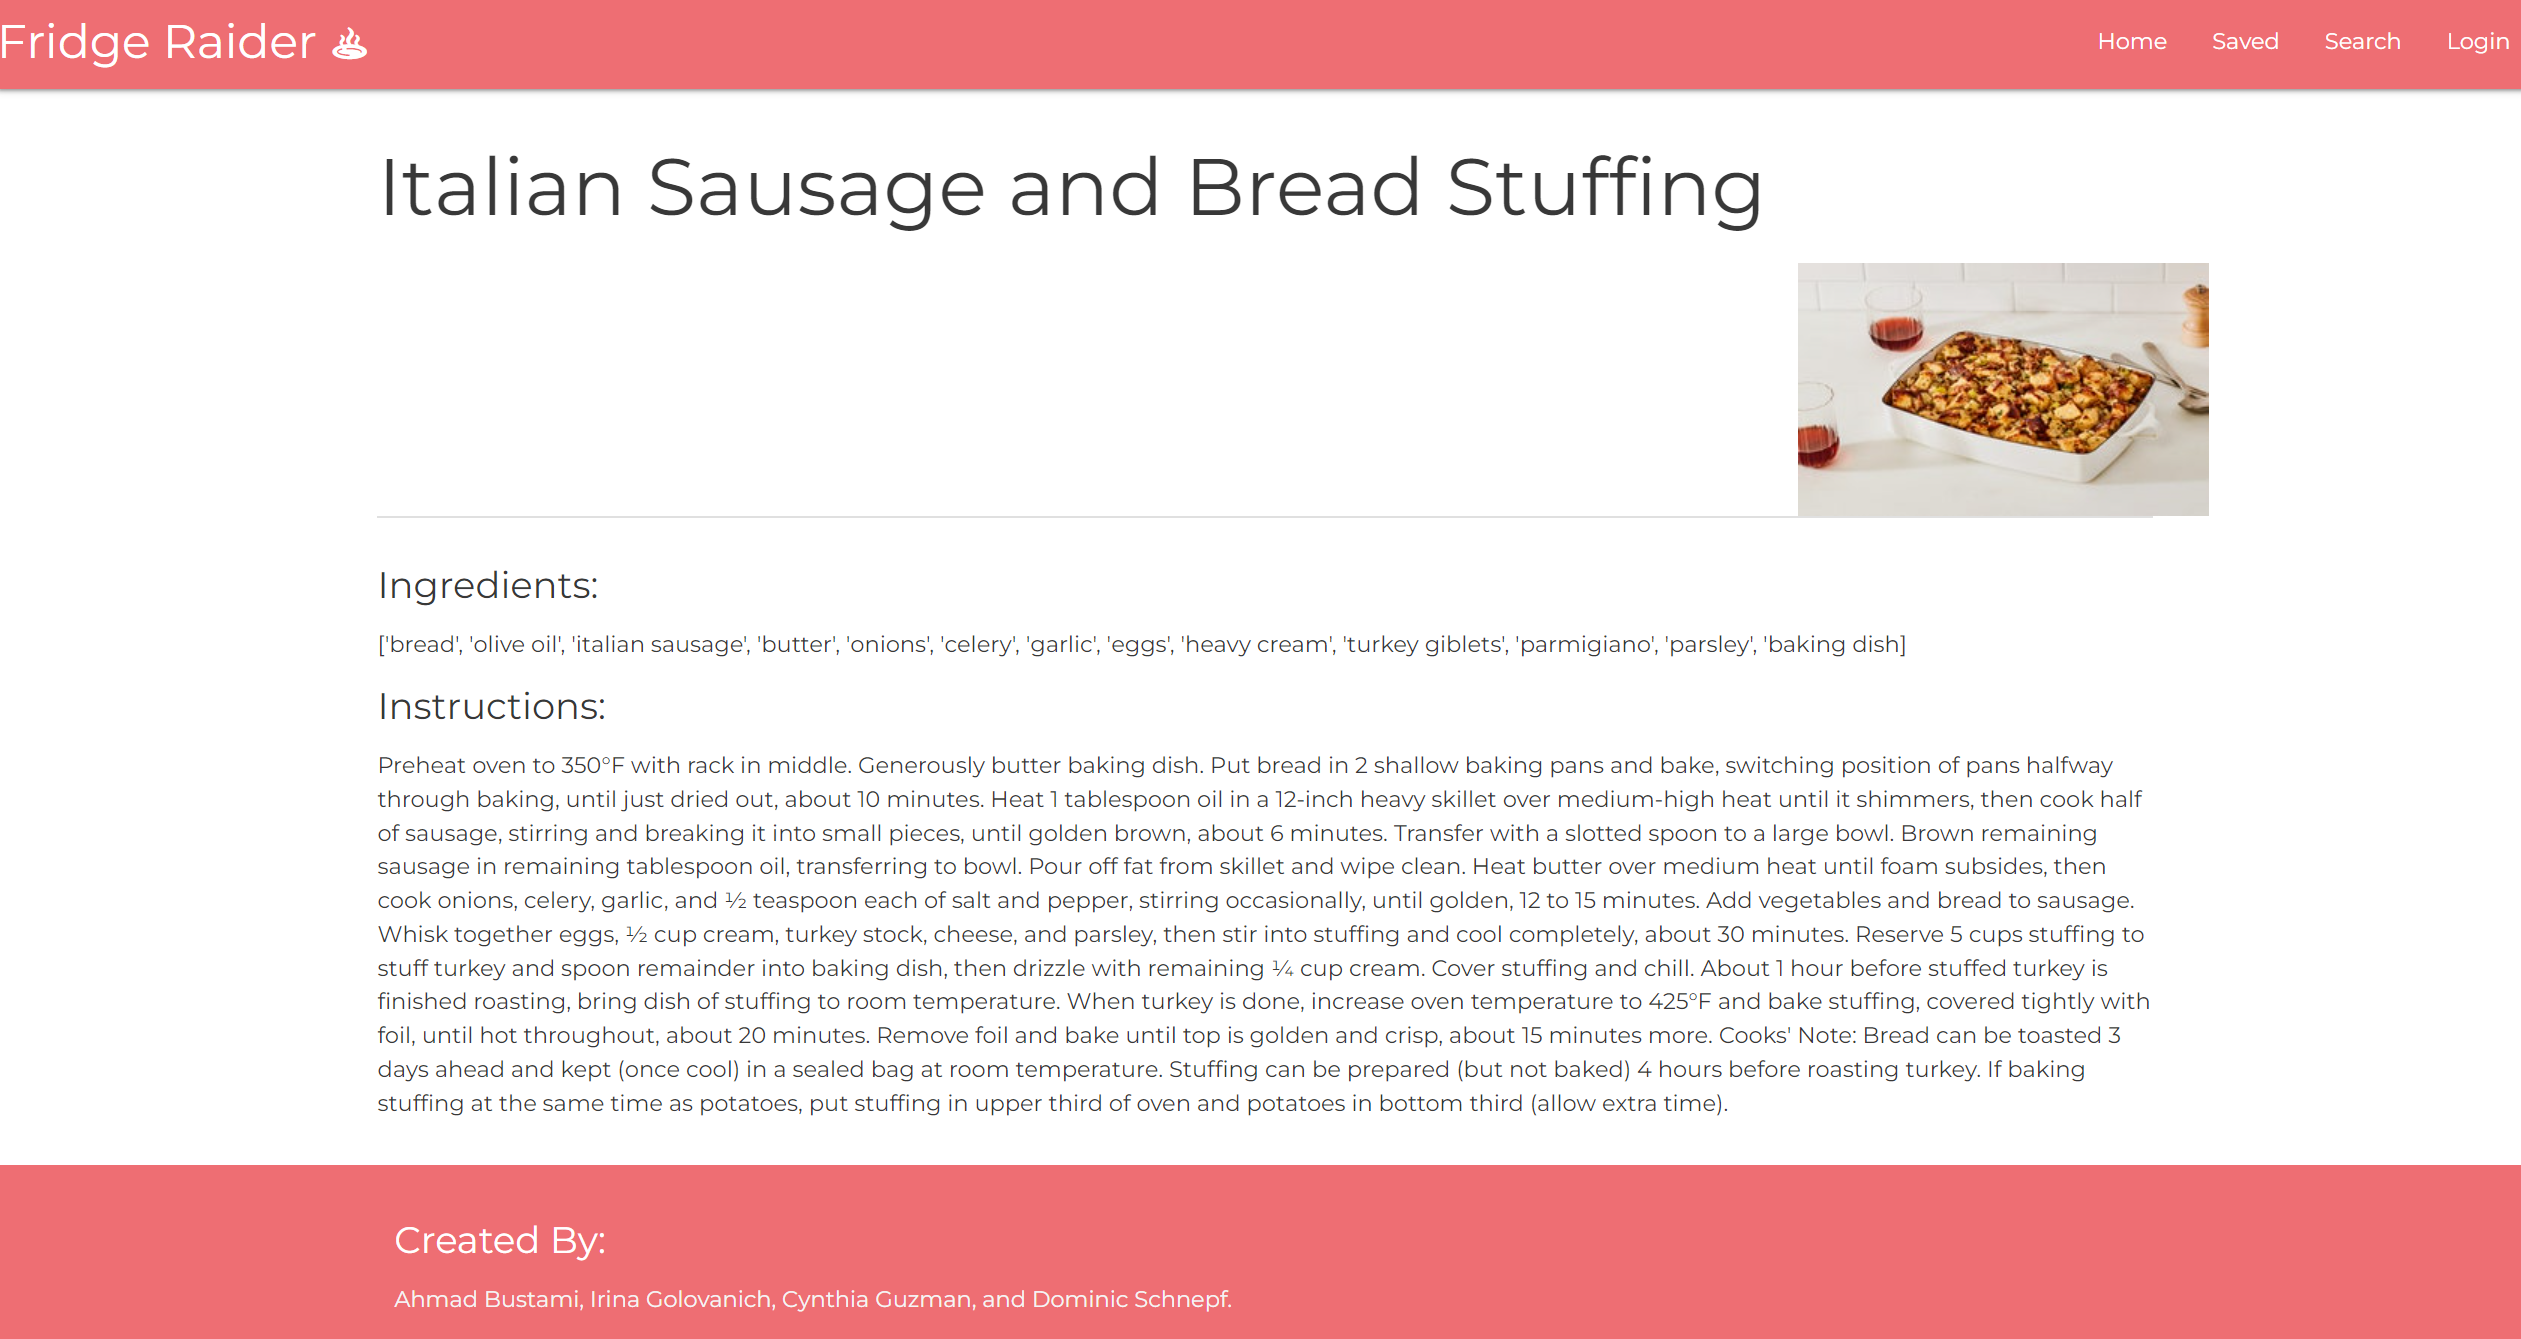 Fridge Raider
Home Saved Search Login
Italian Sausage and Bread Stuffing
Ingredients:
['bread', 'olive oil', 'italian sausage', 'butter', 'onions', 'celery', 'garlic', 'eggs', 'heavy cream', 'turkey giblets', 'parmigiano', 'parsley', 'baking dish]
Instructions:
Preheat oven to 350°F with rack in middle. Generously butter baking dish. Put bread in 2 shallow baking pans and bake, switching position of pans halfway
through baking, until just dried out, about 10 minutes. Heat 1 tablespoon oil in a 12-inch heavy skillet over medium-high heat until it shimmers, then cook half
of sausage, stirring and breaking it into small pieces, until golden brown, about 6 minutes. Transfer with a slotted spoon to a large bowl. Brown remaining
sausage in remaining tablespoon oil, transferring to bowl. Pour off fat from skillet and wipe clean. Heat butter over medium heat until foam subsides, then
cook onions, celery, garlic, and ½ teaspoon each of salt and pepper, stirring occasionally, until golden, 12 to 15 minutes. Add vegetables and bread to sausage.
Whisk together eggs, ½ cup cream, turkey stock, cheese, and parsley, then stir into stuffing and cool completely, about 30 minutes. Reserve 5 cups stuffing to
stuff turkey and spoon remainder into baking dish, then drizzle with remaining ¼ cup cream. Cover stuffing and chill. About 1 hour before stuffed turkey is
finished roasting, bring dish of stuffing to room temperature. When turkey is done, increase oven temperature to 425°F and bake stuffing, covered tightly with
foil, until hot throughout, about 20 minutes. Remove foil and bake until top is golden and crisp, about 15 minutes more. Cooks' Note: Bread can be toasted 3
days ahead and kept (once cool) in a sealed bag at room temperature. Stuffing can be prepared (but not baked) 4 hours before roasting turkey. If baking
stuffing at the same time as potatoes, put stuffing in upper third of oven and potatoes in bottom third (allow extra time).
Created By:
Ahmad Bustami, Irina Golovanich, Cynthia Guzman, and Dominic Schnepf.